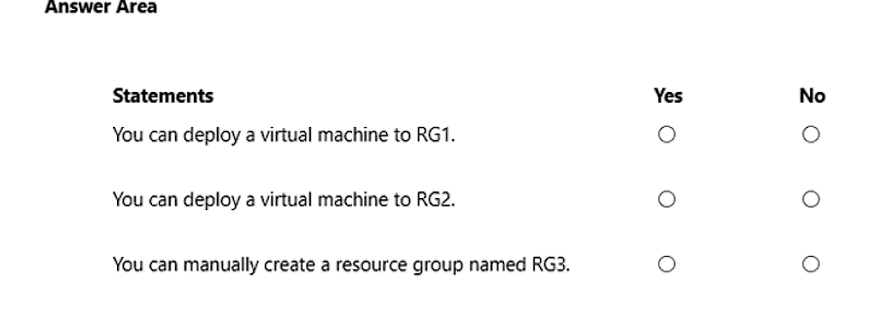 Answer Area
Statements Yes No
You can deploy a virtual machine to RG1.
You can deploy a virtual machine to RG2.
You can manually create a resource group named RG3.